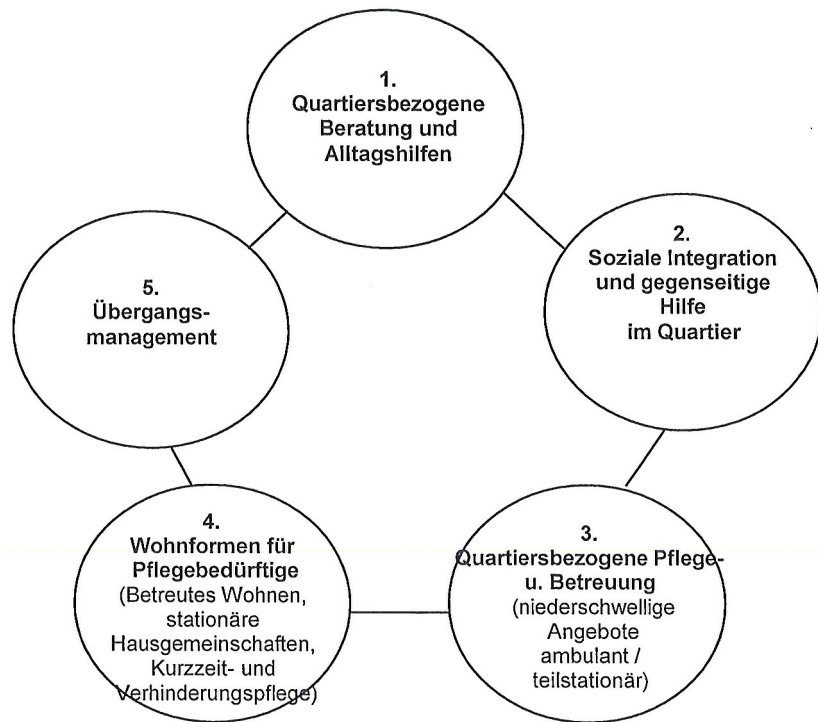 1.
Quartiersbezogene
Beratung und
Alltagshilfen
2.
Soziale Integration
und gegenseitige
Hilfe
im Quartier
3.
Quartiersbezogene Pflege-
u. Betreuung
(niederschwellige
Angebote
ambulant /
teilstationär)
4.
Wohnformen für
Pflegebedürftige
(Betreutes Wohnen,
stationäre
Hausgemeinschaften,
Kurzzeit- und
Verhinderungspflege)
5.
Übergangs-
management